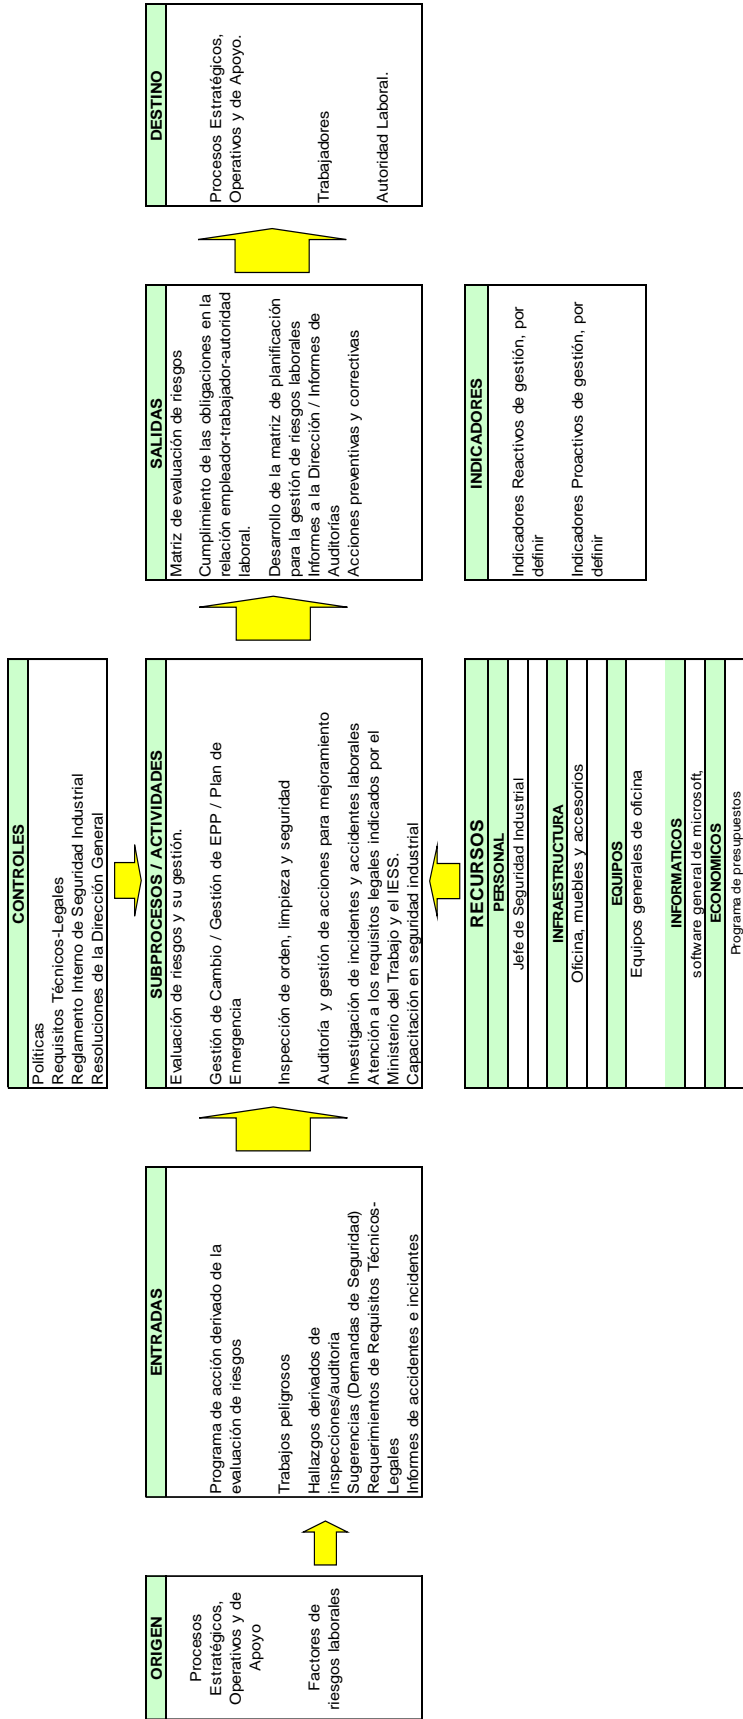 CONTROLES
Políticas
Requisitos Técnicos-Legales
Reglamento Interno de Seguridad Industrial
Resoluciones de la Dirección General
ORIGEN
Procesos
Estratégicos,
Operativos y de
Apoyo
Factores de
riesgos laborales
ENTRADAS
Programa de acción derivado de la
evaluación de riesgos
Trabajos peligrosos
Hallazgos derivados de
inspecciones/auditoria
Sugerencias (Demandas de Seguridad)
Requerimientos de Requisitos Técnicos-
Legales
Informes de accidentes e incidentes
SUBPROCESOS / ACTIVIDADES
Evaluación de riesgos y su gestión.
Gestión de Cambio / Gestión de EPP / Plan de
Emergencia
Inspección de orden, limpieza y seguridad
Auditoría y gestión de acciones para mejoramiento
Investigación de incidentes y accidentes laborales
Atención a los requisitos legales indicados por el
Ministerio del Trabajo y el IESS.
Capacitación en seguridad industrial
SALIDAS
Matriz de evaluación de riesgos
Cumplimiento de las obligaciones en la
relación empleador-trabajador-autoridad
laboral.
Desarrollo de la matriz de planificación
para la gestión de riesgos laborales
Informes a la Dirección / Informes de
Auditorías
Acciones preventivas y correctivas
DESTINO
Procesos Estratégicos,
Operativos y de Apoyo.
Trabajadores
Autoridad Laboral.
RECURSOS
PERSONAL
Jefe de Seguridad Industrial
INFRAESTRUCTURA
Oficina, muebles y accesorios
EQUIPOS
Equipos generales de oficina
INFORMATICOS
software general de microsoft,
ECONOMICOS
Programa de presupuestos
INDICADORES
Indicadores Reactivos de gestión, por
definir
Indicadores Proactivos de gestión, por
definir